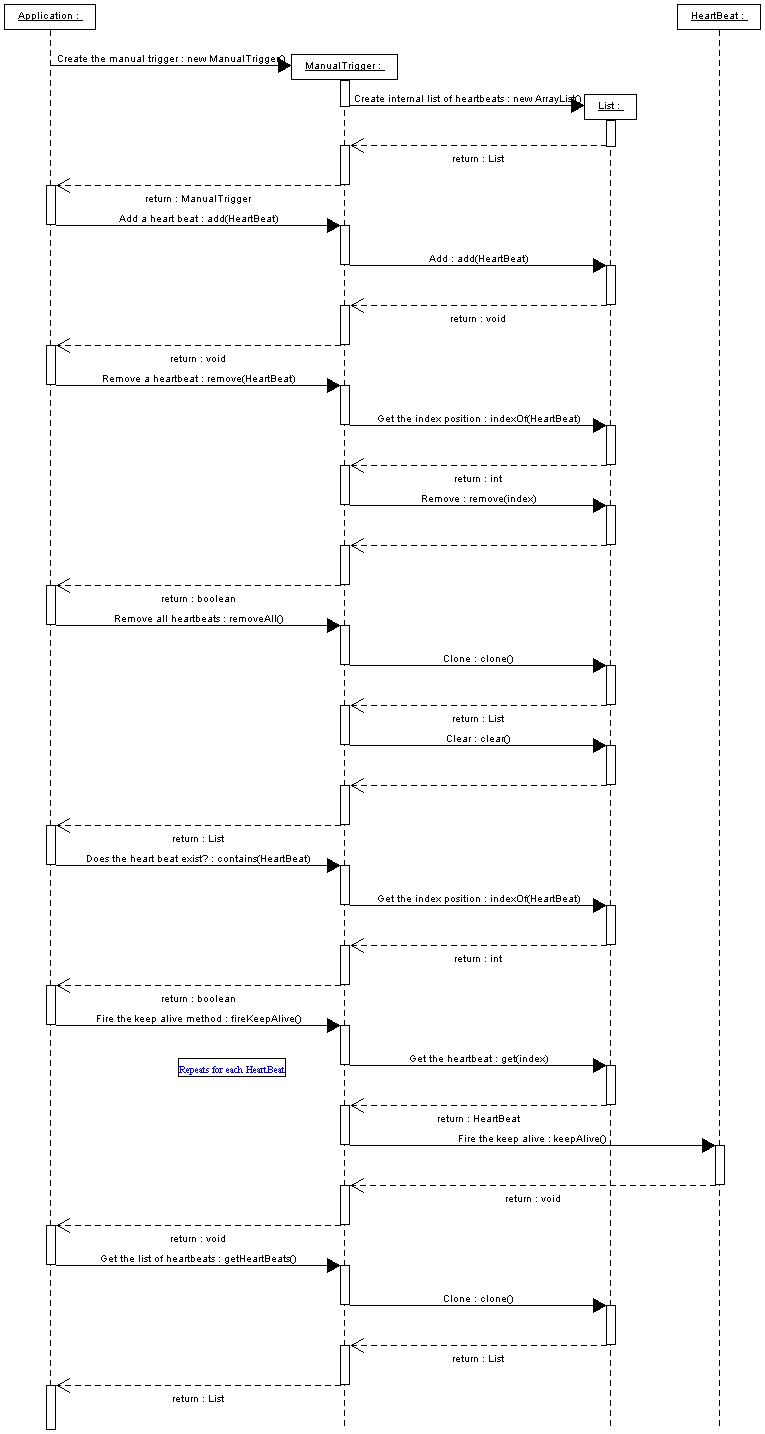 Application :
HeartBeat :
Create the manual trigger : new ManualTrigger()
ManualTrigger :
Create internal list of heartbeats : new ArrayList()
List :
return : List
return : ManualTrigger
Add a heart beat : add(HeartBeat)
Add : add(HeartBeat)
return : void
return : void
Remove a heartbeat : remove(HeartBeat)
Get the index position : indexOf(HeartBeat)
return : int
Remove : remove(index)
return : boolean
Remove all heartbeats : removeAll()
Clone : clone()
return : List
Clear : clear()
return : List
Does the heart beat exist? : contains(HeartBeat)
Get the index position : indexOf(HeartBeat)
return : int
return : boolean
Fire the keep alive method : fireKeepAlive()
Get the heartbeat : get(index)
Repeats for each HeartBeat
return : HeartBeat
Fire the keep alive : keepAlive()
return : void
return : void
Get the list of heartbeats : getHeartBeats()
Clone : clone()
return : List
return : List